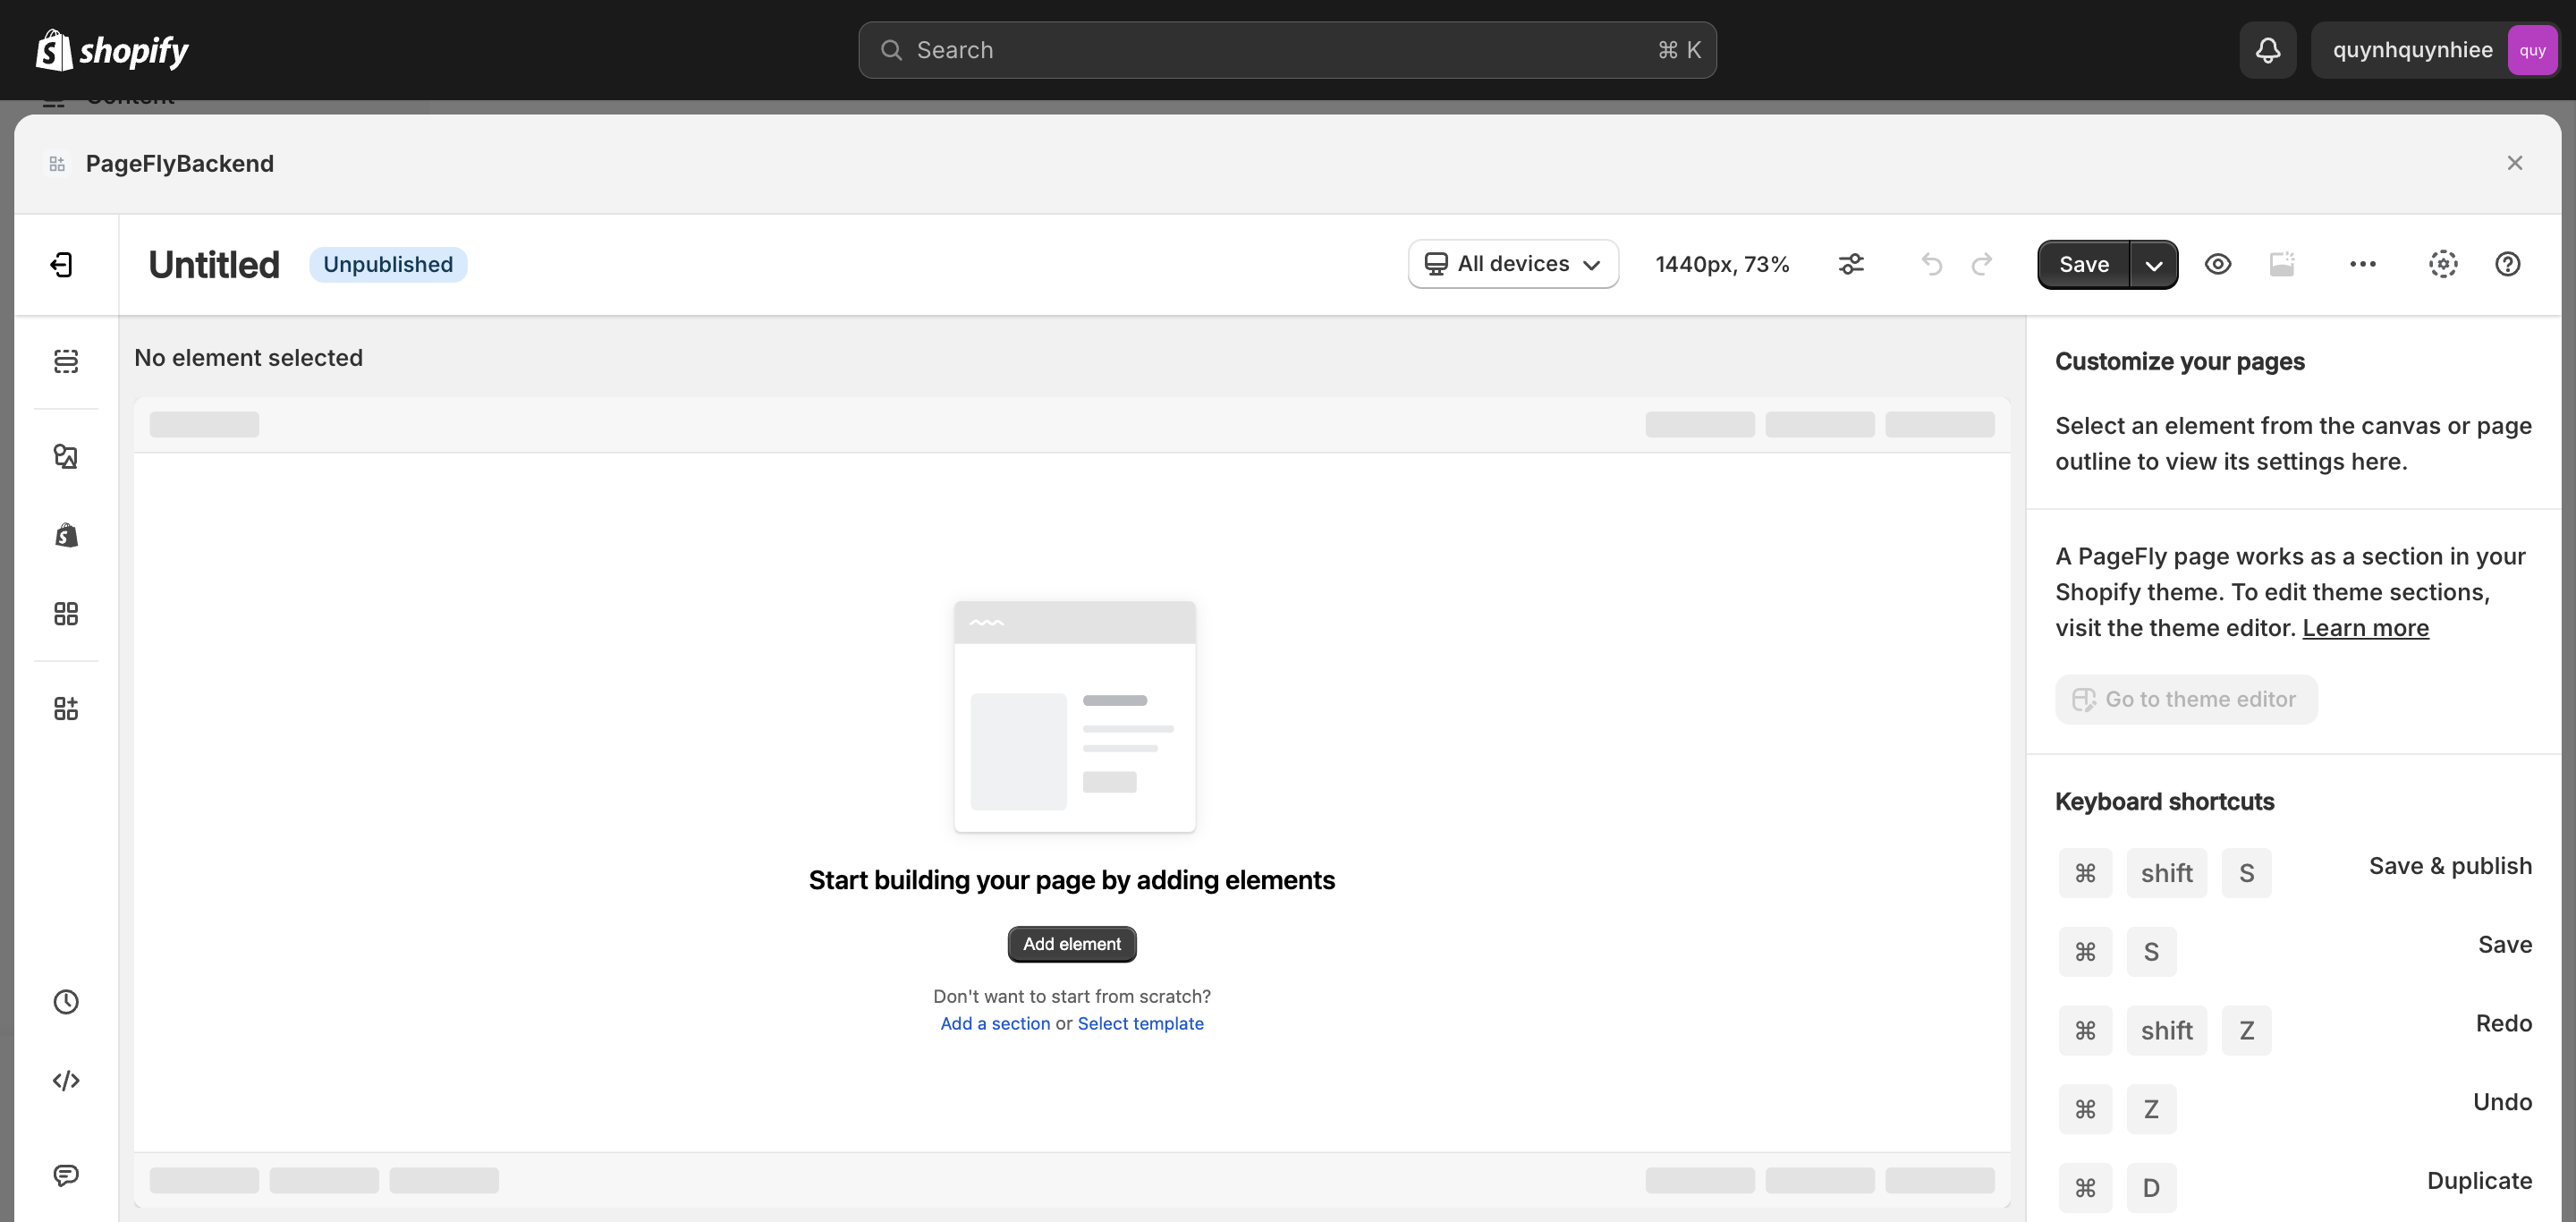 shopify
Search
⌘ K
quynhquynhiee
quy
Content
PageFlyBackend
Untitled
Unpublished
All devices
1440px, 73%
Save
No element selected
Start building your page by adding elements
Add element
Don't want to start from scratch?
Add a section or Select template
Customize your pages
Select an element from the canvas or page
outline to view its settings here.
A PageFly page works as a section in your
Shopify theme. To edit theme sections,
visit the theme editor. Learn more
Go to theme editor
Keyboard shortcuts
⌘ shift S Save & publish
⌘ S Save
⌘ shift Z Redo
⌘ Z Undo
⌘ D Duplicate